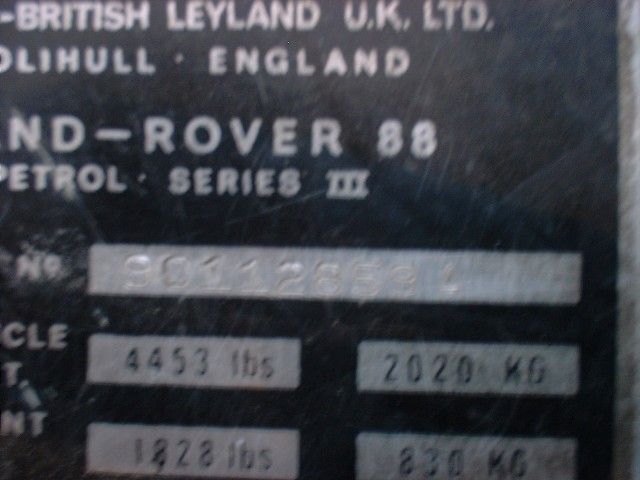 -BRITISH LEYLAND U.K. LTD.
OLIHULL · ENGLAND
ND-ROVER 88
PETROL · SERIES III
No
CLE
4453 lbs 2020 KG
T
NT
1828 lbs 830 KG